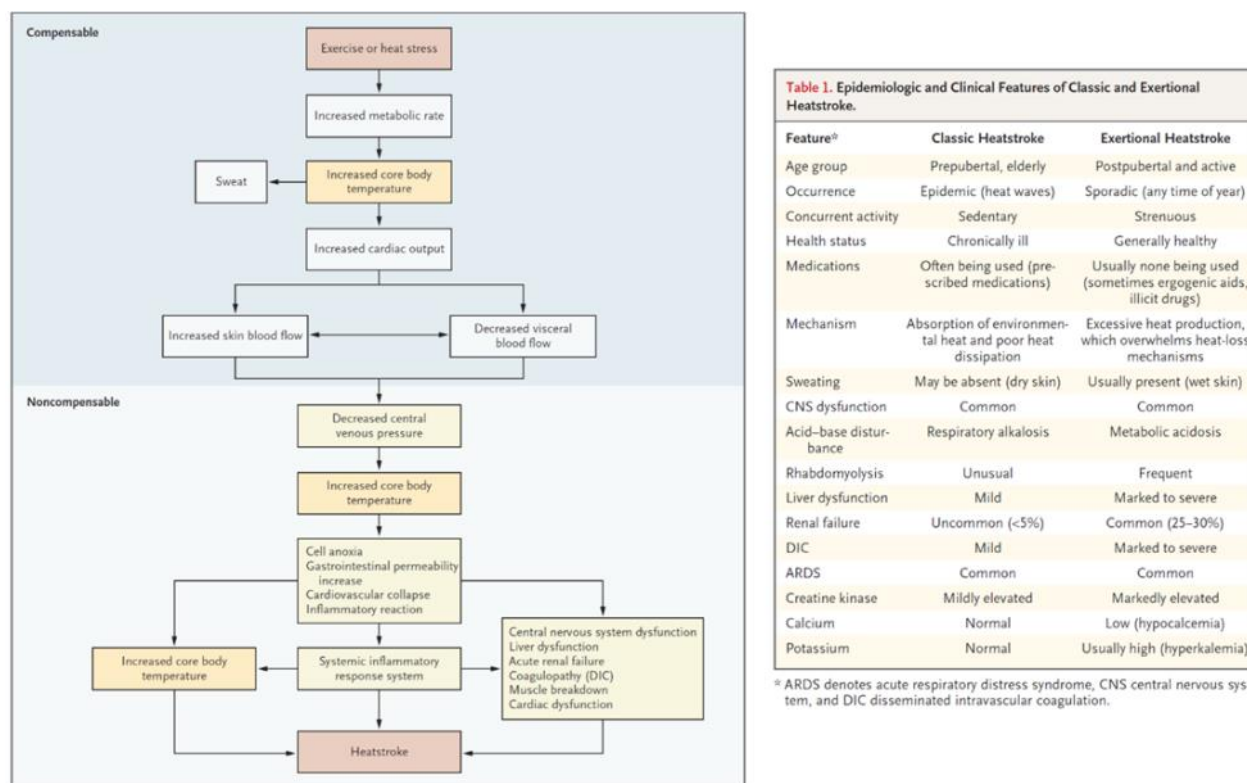 Compensable
Exercise or heat stress
Increased metabolic rate
Sweat
Increased core body
temperature
Increased cardiac output
Increased skin blood flow
Decreased visceral
blood flow
Noncompensable
Decreased central
venous pressure
Increased core body
temperature
Cell anoxia
Gastrointestinal permeability
increase
Cardiovascular collapse
Inflammatory reaction
Increased core body
temperature
Systemic inflammatory
response system
Central nervous system dysfunction
Liver dysfunction
Acute renal failure
Coagulopathy (DIC)
Muscle breakdown
Cardiac dysfunction
Heatstroke
Table 1. Epidemiologic and Clinical Features of Classic and Exertional
Heatstroke.
Feature* Classic Heatstroke Exertional Heatstroke
Age group Prepubertal, elderly Postpubertal and active
Occurrence Epidemic (heat waves) Sporadic (any time of year)
Concurrent activity Sedentary Strenuous
Health status Chronically ill Generally healthy
Medications Often being used (pre- Usually none being used
scribed medications) (sometimes ergogenic aids,
illicit drugs)
Mechanism Absorption of environmen- Excessive heat production,
tal heat and poor heat which overwhelms heat-loss
dissipation mechanisms
Sweating May be absent (dry skin) Usually present (wet skin)
CNS dysfunction Common Common
Acid–base distur- Respiratory alkalosis Metabolic acidosis
bance
Rhabdomyolysis Unusual Frequent
Liver dysfunction Mild Marked to severe
Renal failure Uncommon (<5%) Common (25–30%)
DIC Mild Marked to severe
ARDS Common Common
Creatine kinase Mildly elevated Markedly elevated
Calcium Normal Low (hypocalcemia)
Potassium Normal Usually high (hyperkalemia)
* ARDS denotes acute respiratory distress syndrome, CNS central nervous sys
tem, and DIC disseminated intravascular coagulation.